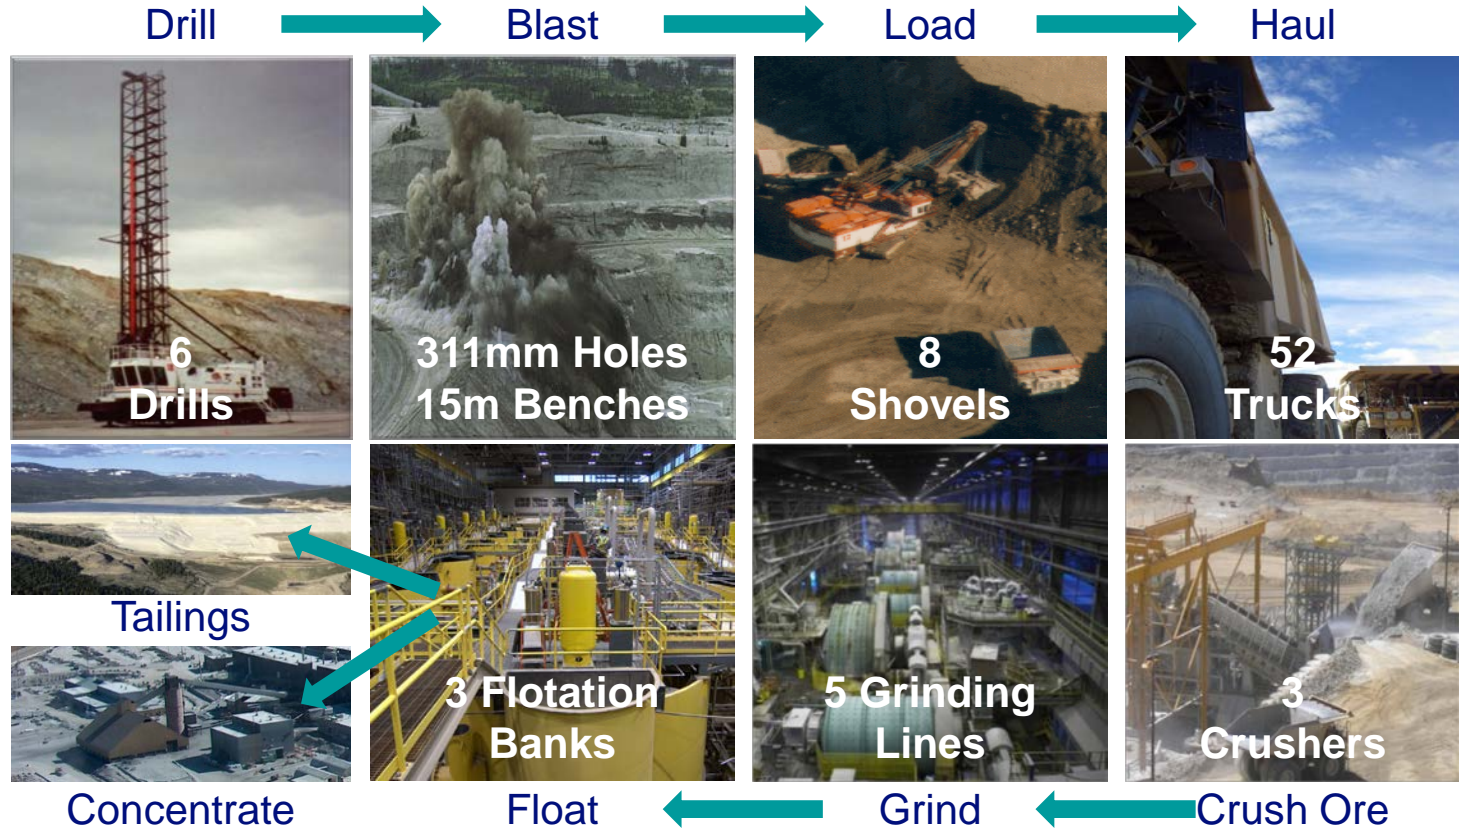 Drill
Blast
Load
Haul
6
Drills
311mm Holes
15m Benches
8
Shovels
52
Trucks
Tailings
3 Flotation
Banks
5 Grinding
Lines
3
Crushers
Concentrate
Float
Grind
Crush Ore